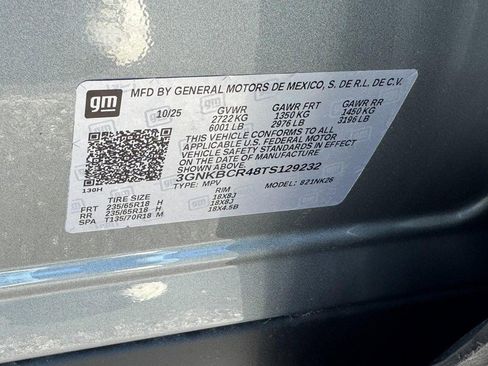 gm
MFD BY GENERAL MOTORS DE MEXICO, S. DE R.L. DE C.V.
10/25 GVWR GAWR FRT GAWR RR
2722 KG 1350 KG 1450 KG
6001 LB 2976 LB 3196 LB
THIS VEHICLE CONFORMS TO ALL
APPLICABLE U.S. FEDERAL MOTOR
VEHICLE SAFETY STANDARDS IN EFFECT ON
THE DATE OF MANUFACTURE SHOWN ABOVE.
3GNKBCR48TS129232
130H
TYPE: MPV MODEL: 821NK26
TIRE SIZE RIM
FRT 235/65R18 H 18X8J
RR 235/65R18 H 18X8J
SPA T135/70R18 M 18X4.5B